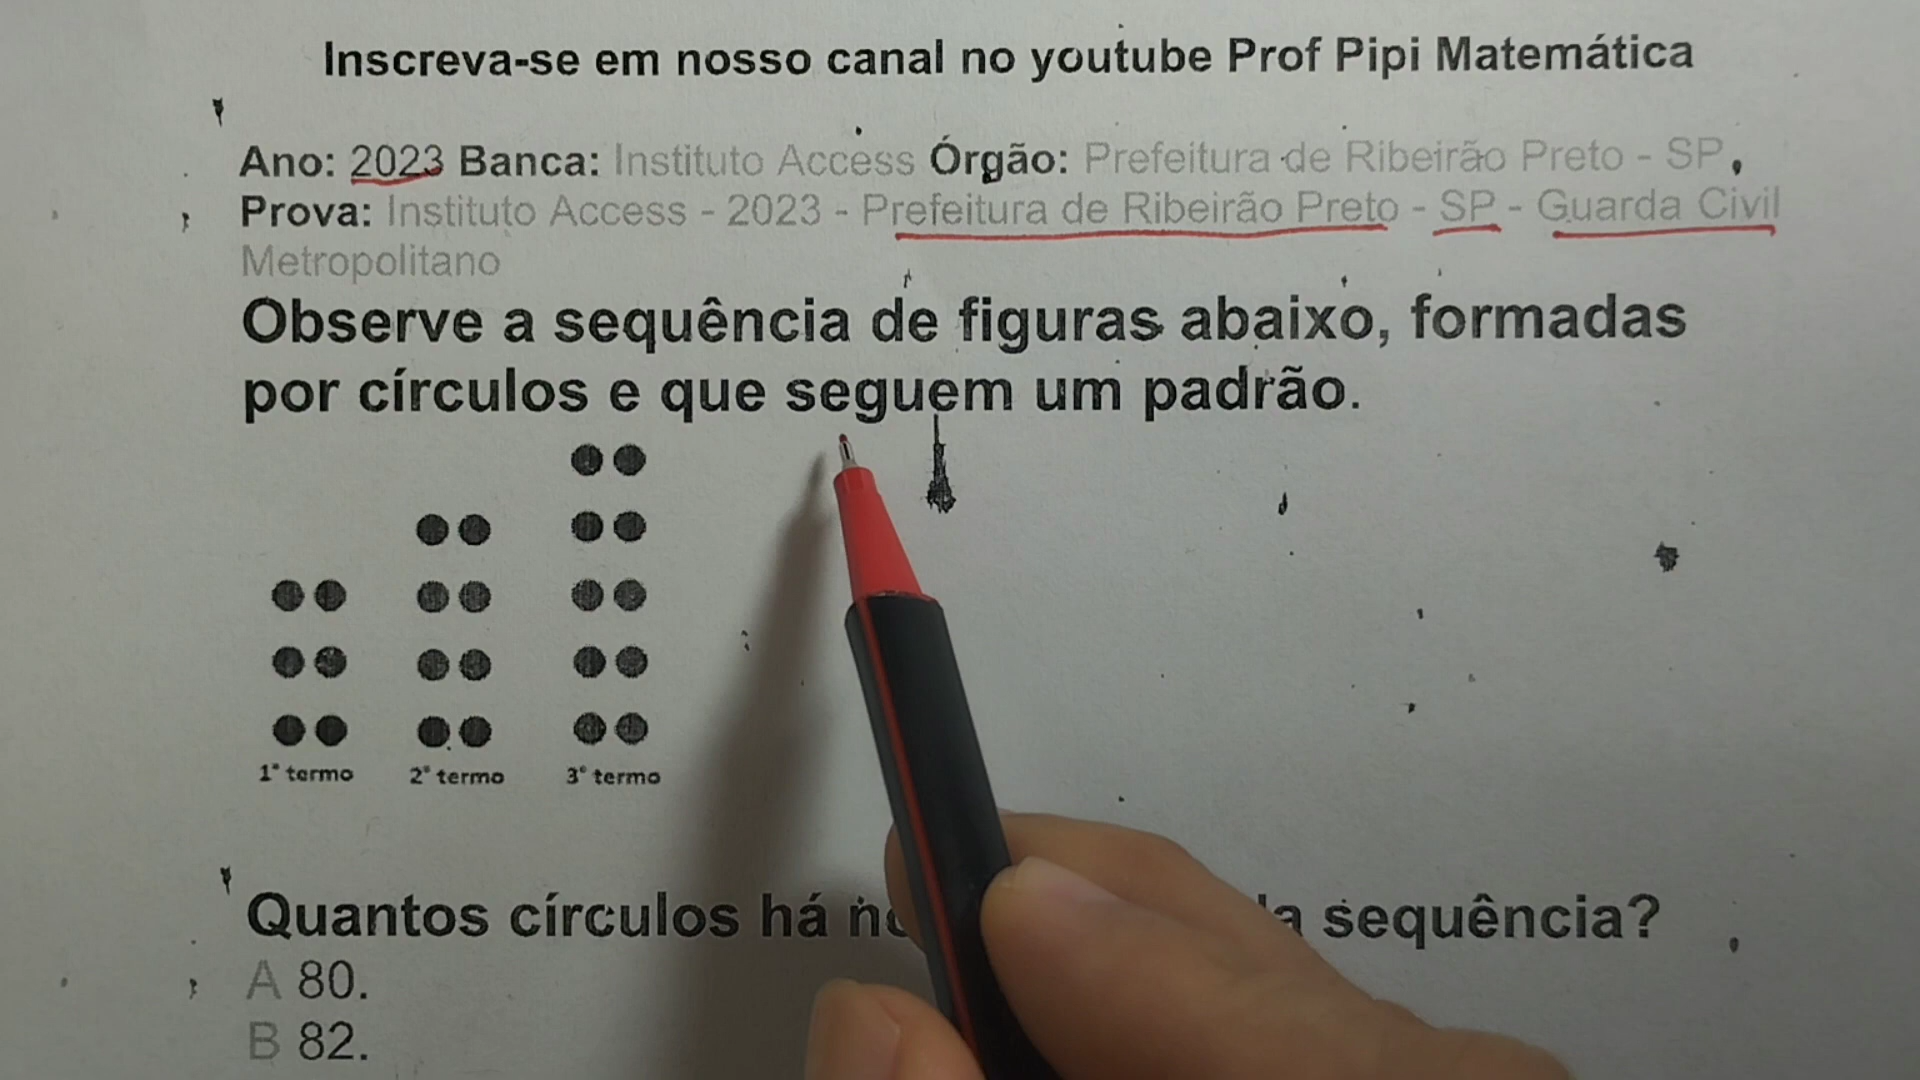 Inscreva-se em nosso canal no youtube Prof Pipi Matemática
Ano: 2023 Banca: Instituto Access Órgão: Prefeitura de Ribeirão Preto - SP,
Prova: Instituto Access - 2023 - Prefeitura de Ribeirão Preto - SP - Guarda Civil
Metropolitano
Observe a sequência de figuras abaixo, formadas
por círculos e que seguem um padrão.
1° termo 2° termo 3° termo
Quantos círculos há sequência?
A 80.
B 82.